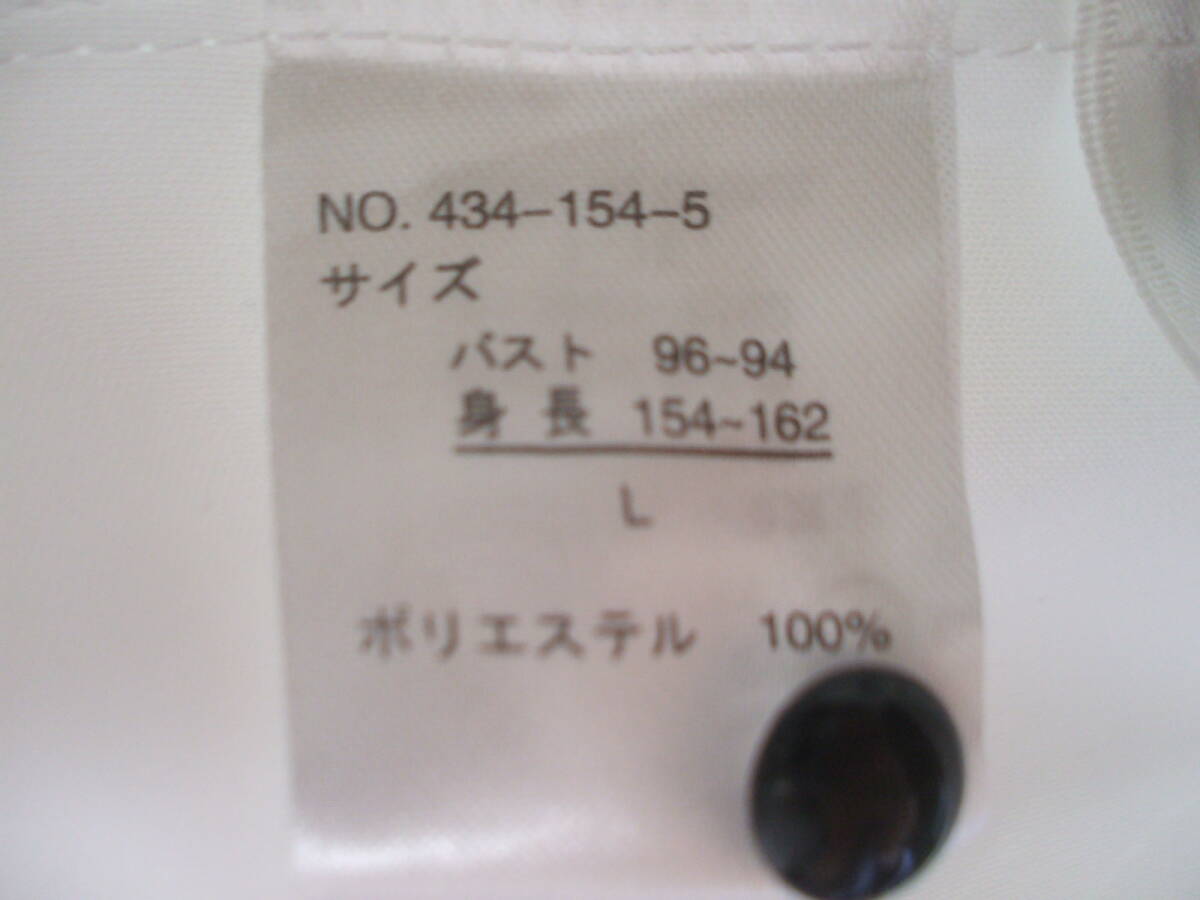 NO. 434-154-5
サイズ
バスト 96~94
身長 154~162
L
ポリエステル 100%